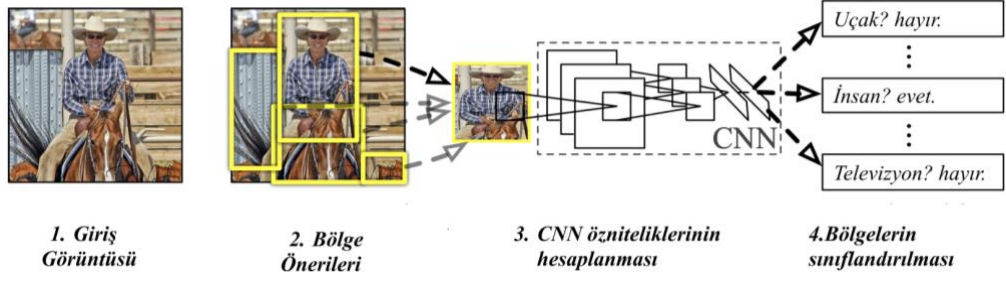 Uçak? hayır.
İnsan? evet.
CNN
Televizyon? hayır.
1. Giriş
Görüntüsü
2. Bölge
Önerileri
3. CNN özniteliklerinin
hesaplanması
4.Bölgelerin
sınıflandırılması